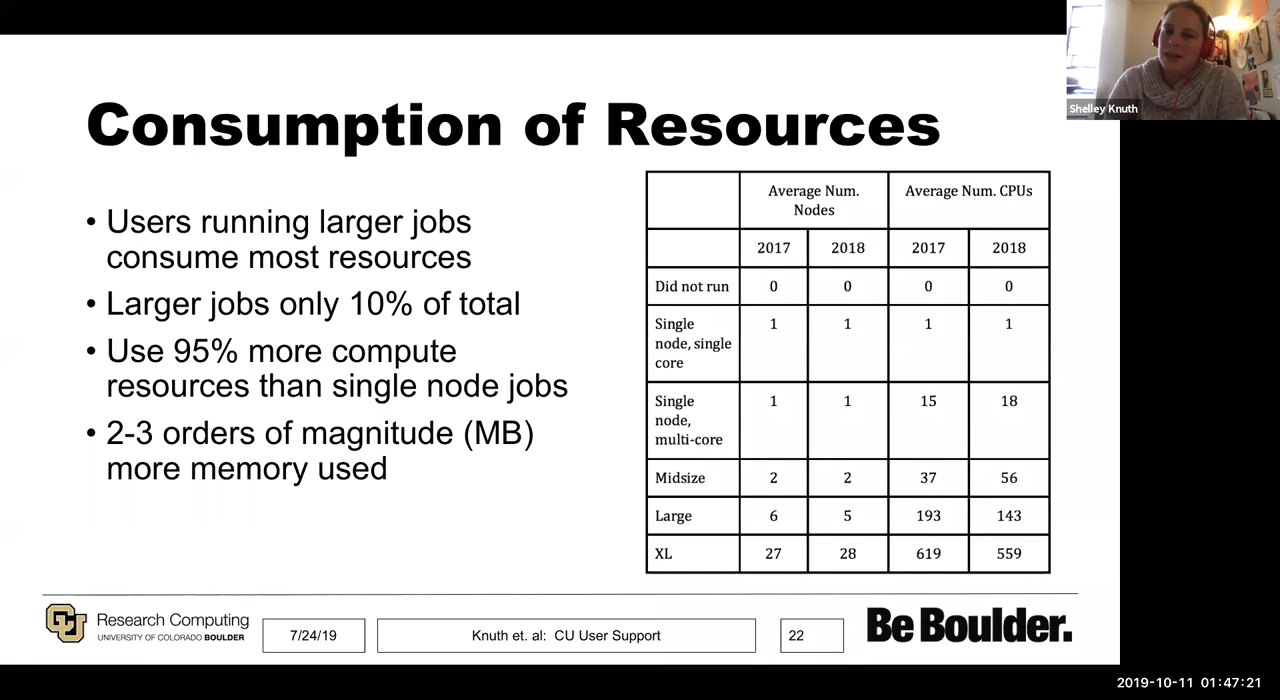 Shelley Knuth
Consumption of Resources
• Users running larger jobs
consume most resources
• Larger jobs only 10% of total
• Use 95% more compute
resources than single node jobs
• 2-3 orders of magnitude (MB)
more memory used
Average Num.
Nodes
Average Num. CPUs
2017 2018 2017 2018
Did not run 0 0 0 0
Single 1 1 1 1
node, single
core
Single 1 1 15 18
node,
multi-core
Midsize 2 2 37 56
Large 6 5 193 143
XL 27 28 619 559
CU
Research Computing
UNIVERSITY OF COLORADO BOULDER
7/24/19
Knuth et. al: CU User Support
22
Be Boulder.
2019-10-11 01:47:21